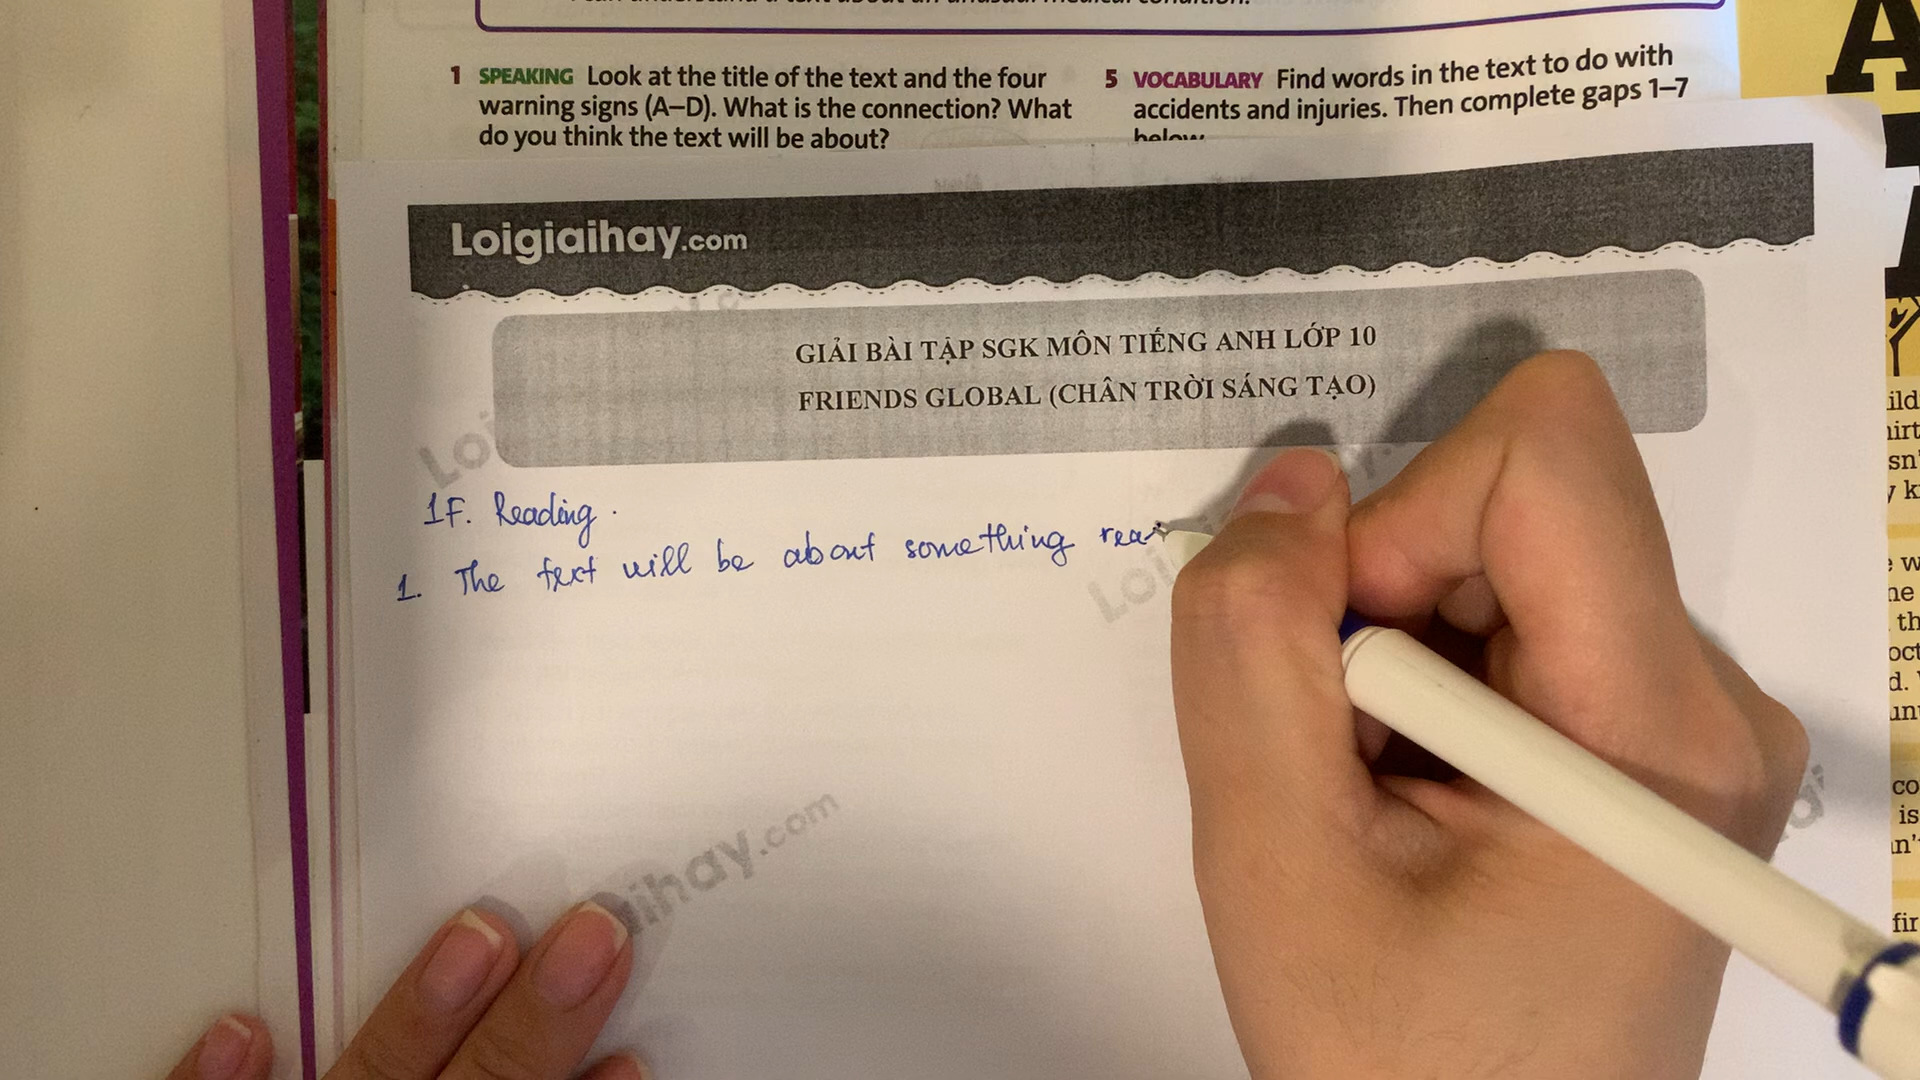 1 SPEAKING Look at the title of the text and the four
warning signs (A–D). What is the connection? What
do you think the text will be about?
5 VOCABULARY Find words in the text to do with
accidents and injuries. Then complete gaps 1–7
below.
Loigiaihay.com
GIẢI BÀI TẬP SGK MÔN TIẾNG ANH LỚP 10
FRIENDS GLOBAL (CHÂN TRỜI SÁNG TẠO)
1F. Reading.
1. The text will be about something rea